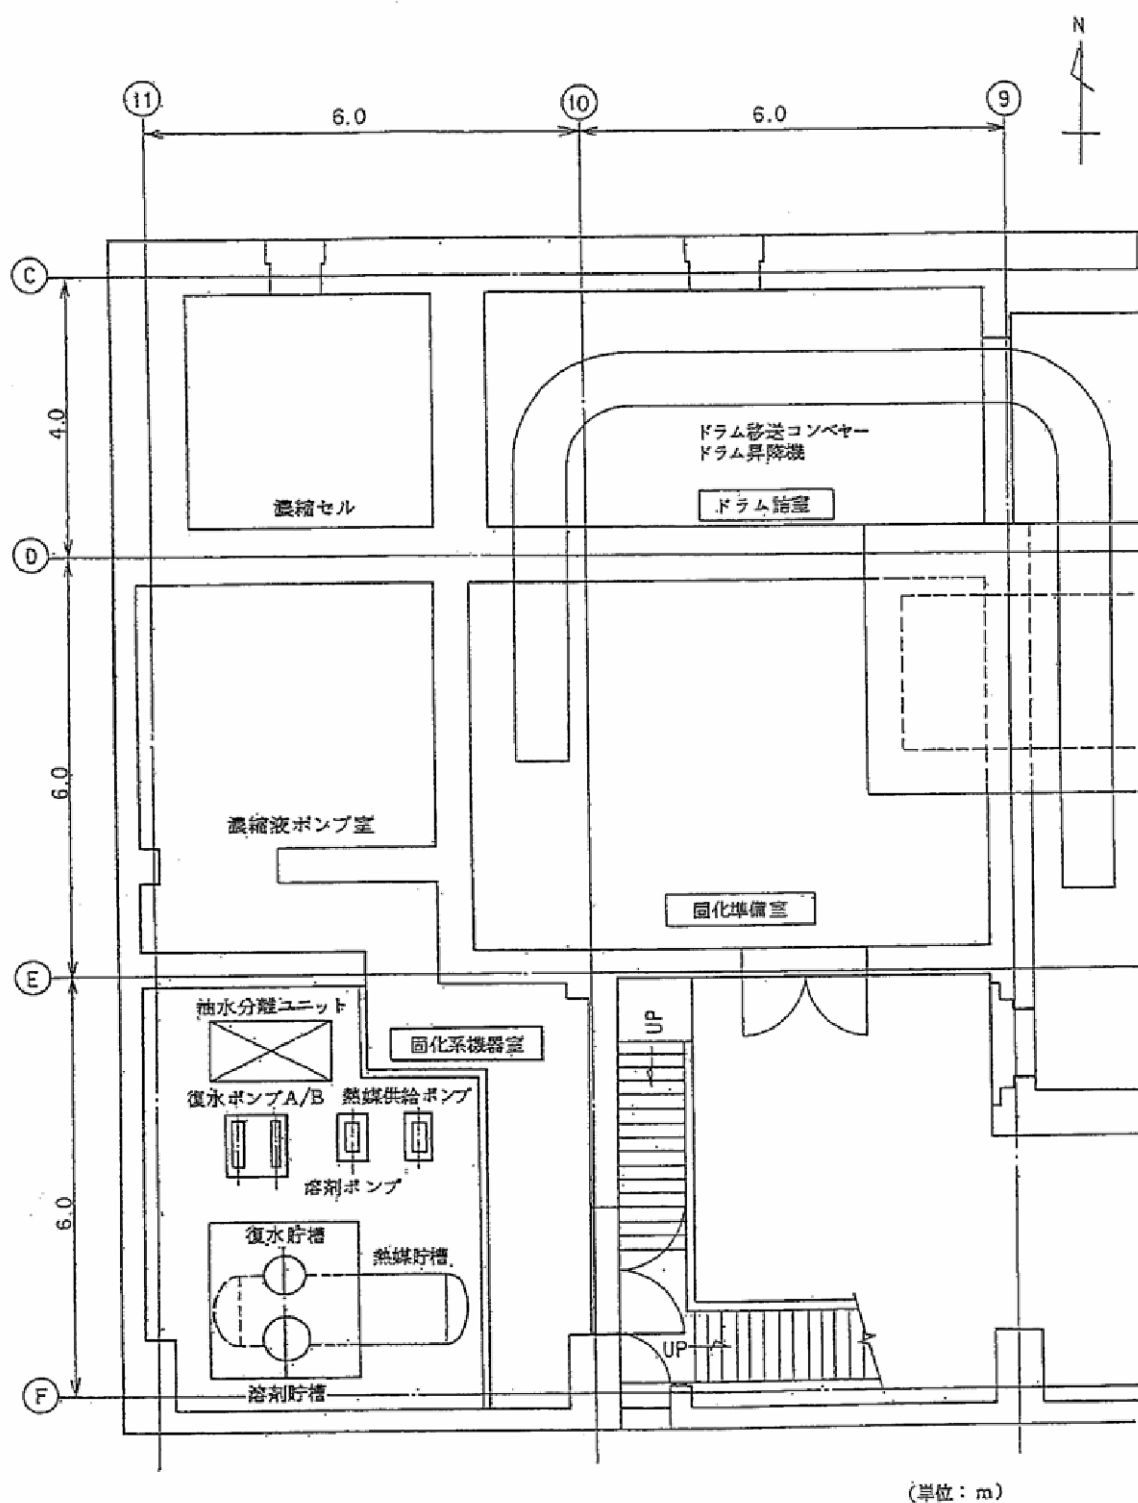 N
11
10
9
6.0
6.0
C
4.0
ドラム移送コンベヤー
ドラム昇降機
濃縮セル
ドラム詰室
D
6.0
濃縮液ポンプ室
固化準備室
E
油水分離ユニット
UP
固化系機器室
復水ポンプA/B
熱媒供給ポンプ
溶剤ポンプ
6.0
復水貯槽
熱媒貯槽
UP
溶剤貯槽
F
(単位：m)